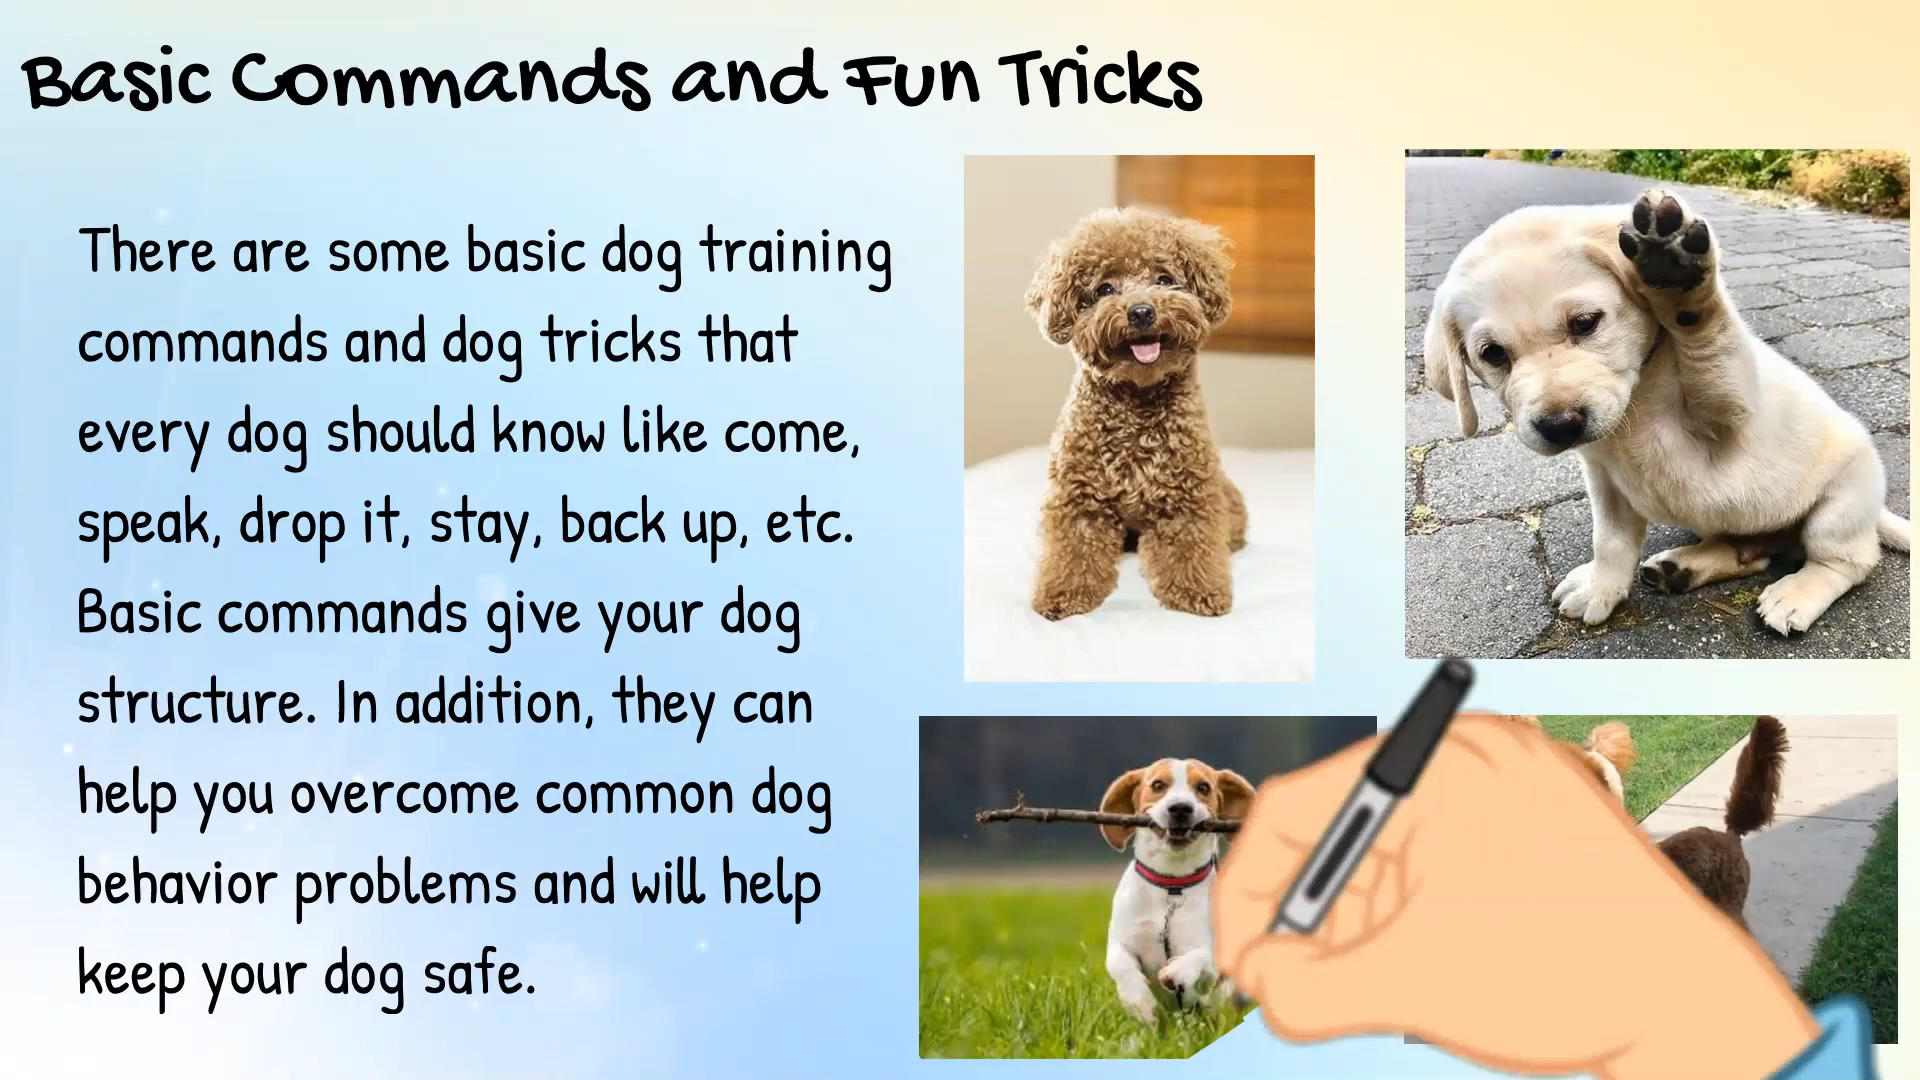 Basic Commands and Fun Tricks
There are some basic dog training
commands and dog tricks that
every dog should know like come,
speak, drop it, stay, back up, etc.
Basic commands give your dog
structure. In addition, they can
help you overcome common dog
behavior problems and will help
keep your dog safe.